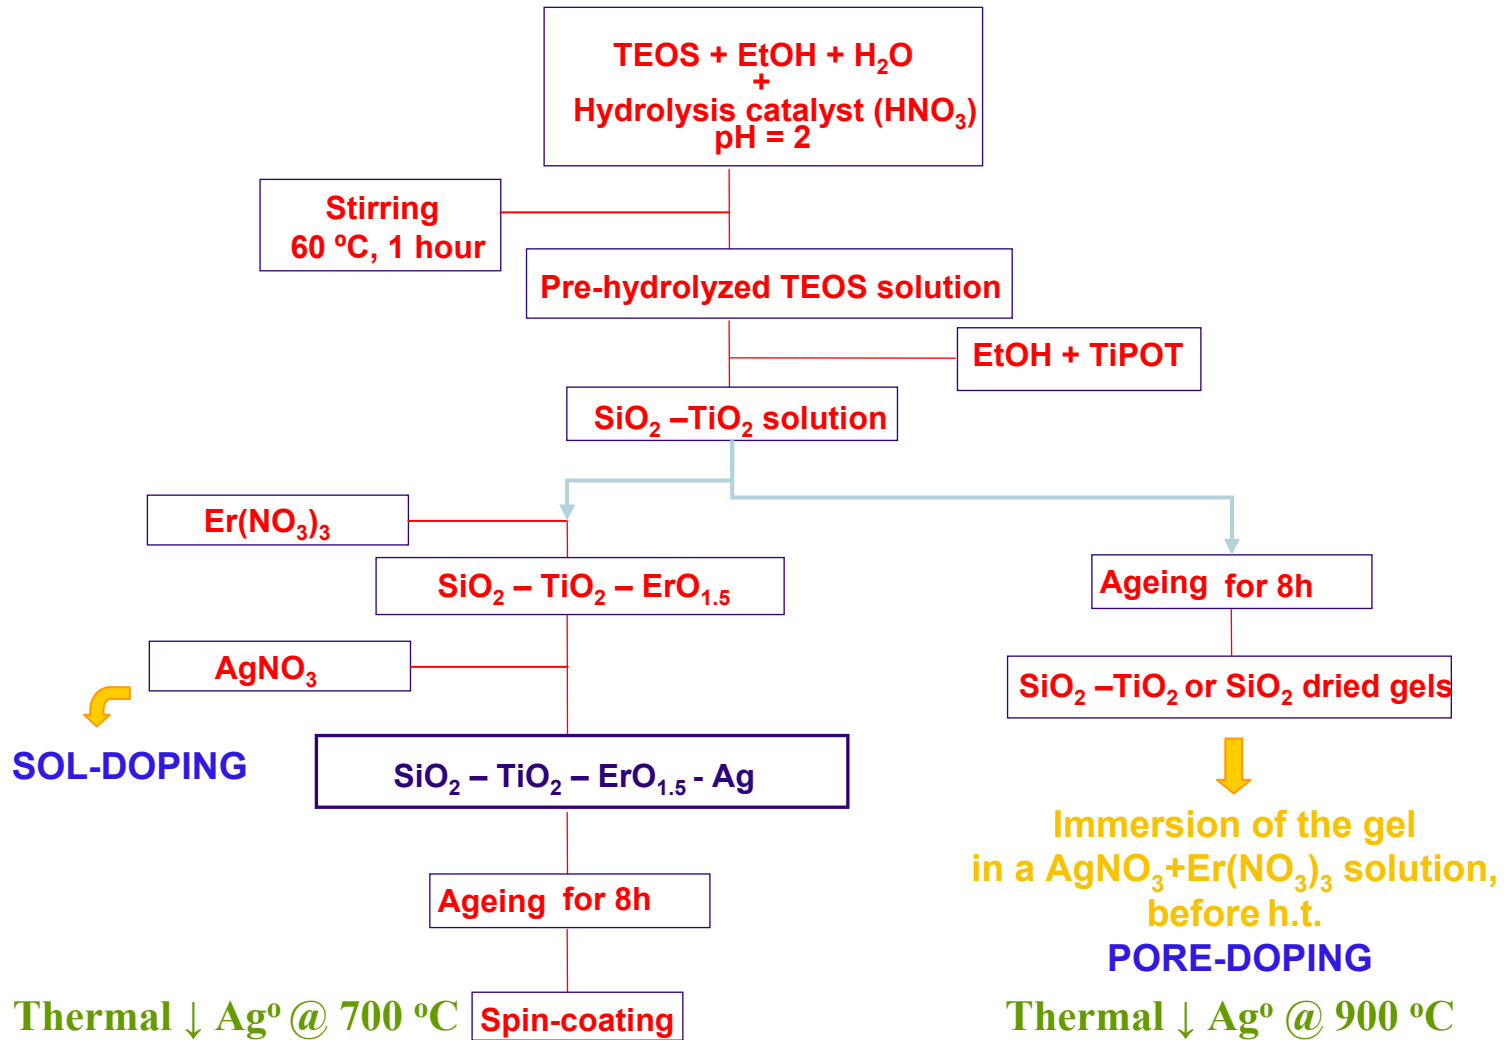 TEOS + EtOH + H₂O
+
Hydrolysis catalyst (HNO₃)
pH = 2
Stirring
60 ºC, 1 hour
Pre-hydrolyzed TEOS solution
EtOH + TiPOT
SiO₂ –TiO₂ solution
Er(NO₃)₃
SiO₂ – TiO₂ – ErO₁.₅
AgNO₃
SOL-DOPING
SiO₂ – TiO₂ – ErO₁.₅ - Ag
Ageing for 8h
Spin-coating
Thermal ↓ Agº @ 700 ºC
Ageing for 8h
SiO₂ –TiO₂ or SiO₂ dried gels
Immersion of the gel
in a AgNO₃+Er(NO₃)₃ solution,
before h.t.
PORE-DOPING
Thermal ↓ Agº @ 900 ºC